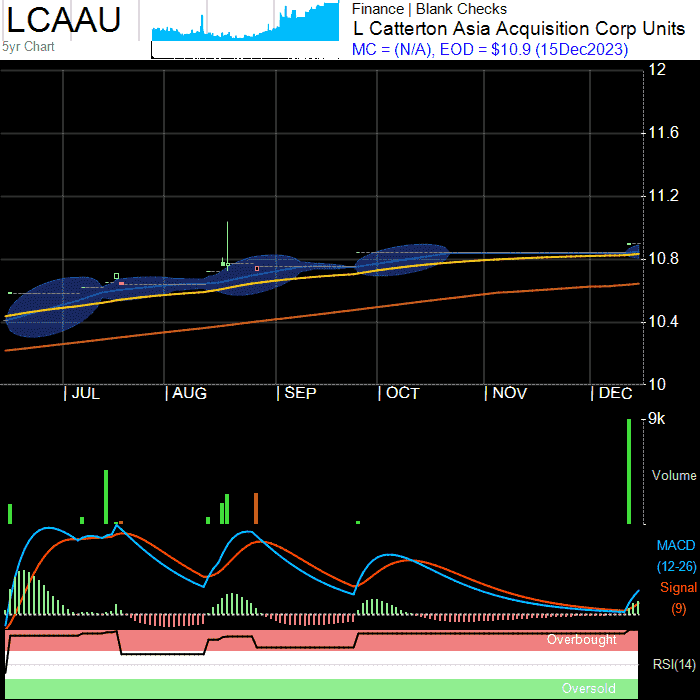 LCAAU
5yr Chart
Finance | Blank Checks
L Catterton Asia Acquisition Corp Units
MC = (N/A), EOD = $10.9 (15Dec2023)
12
11.6
11.2
10.8
10.4
10
| JUL | AUG | SEP | OCT | NOV | DEC
9k
Volume
MACD
(12-26)
Signal
(9)
Overbought
RSI(14)
Oversold